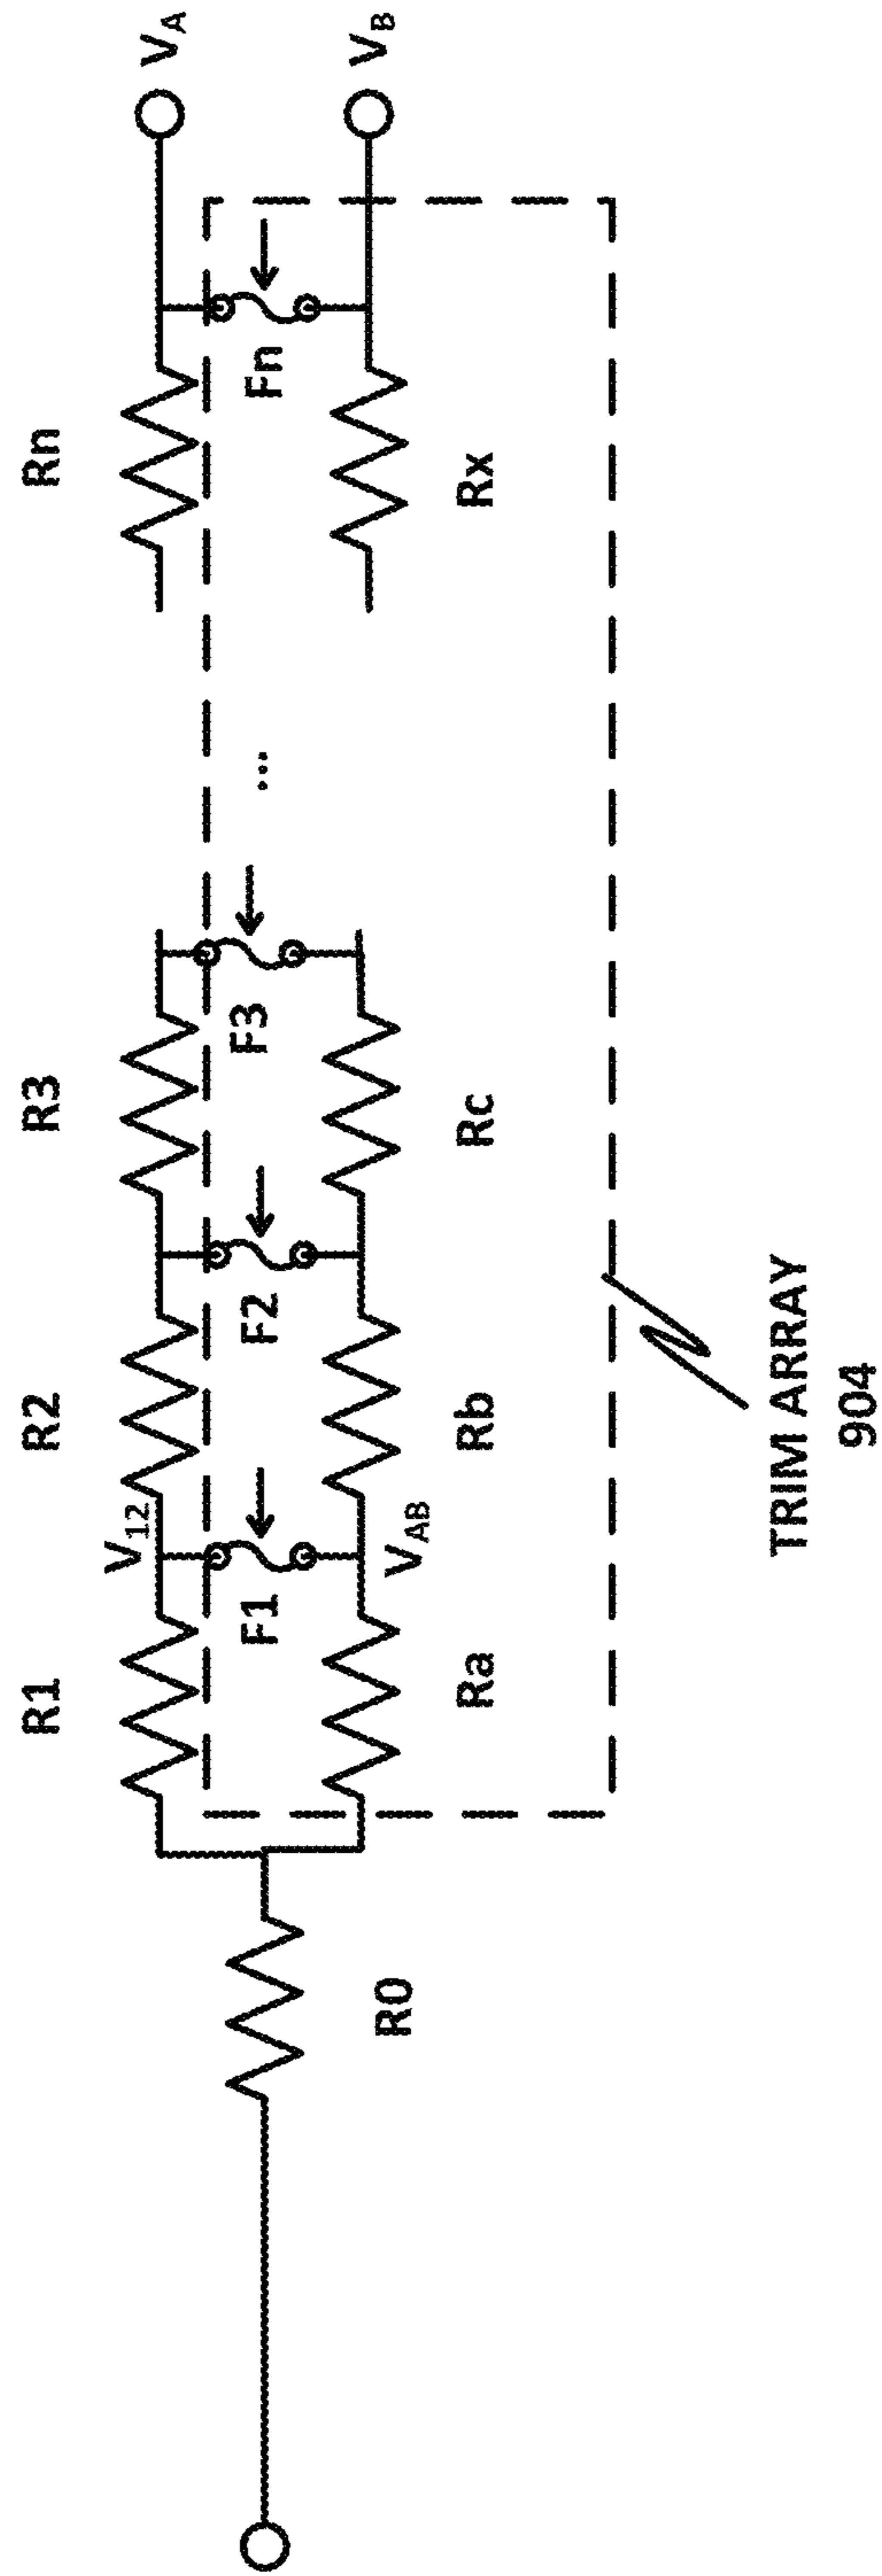 R1
R2
R3
Rn
V12
VA
F1
F2
F3
...
Fn
VB
VAB
R0
Ra
Rb
Rc
Rx
TRIM ARRAY
904